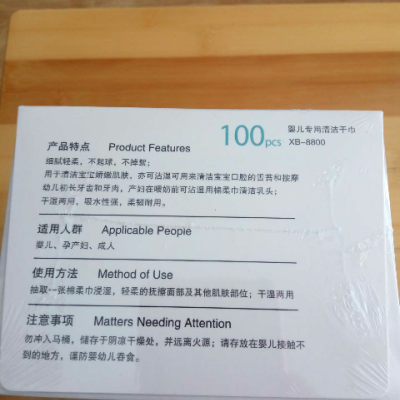 100pcs
婴儿专用清洁干巾
XB-8800
产品特点 Product Features
细腻轻柔，不起球，不掉絮；
用于清洁宝宝娇嫩肌肤，亦可沾湿可用来清洁宝宝口腔的舌苔和按摩
幼儿初长牙齿和牙肉，产妇在喂奶前可沾湿用棉柔巾清洁乳头；
干湿两用，吸水性强，柔韧耐用。
适用人群 Applicable People
婴儿、孕产妇、成人
使用方法 Method of Use
抽取一张棉柔巾浸湿，轻柔的抚擦面部及其他肌肤部位；干湿两用
注意事项 Matters Needing Attention
勿冲入马桶，储存于阴凉干燥处，并远离火源；请存放在婴儿接触不
到的地方，谨防婴幼儿吞食。